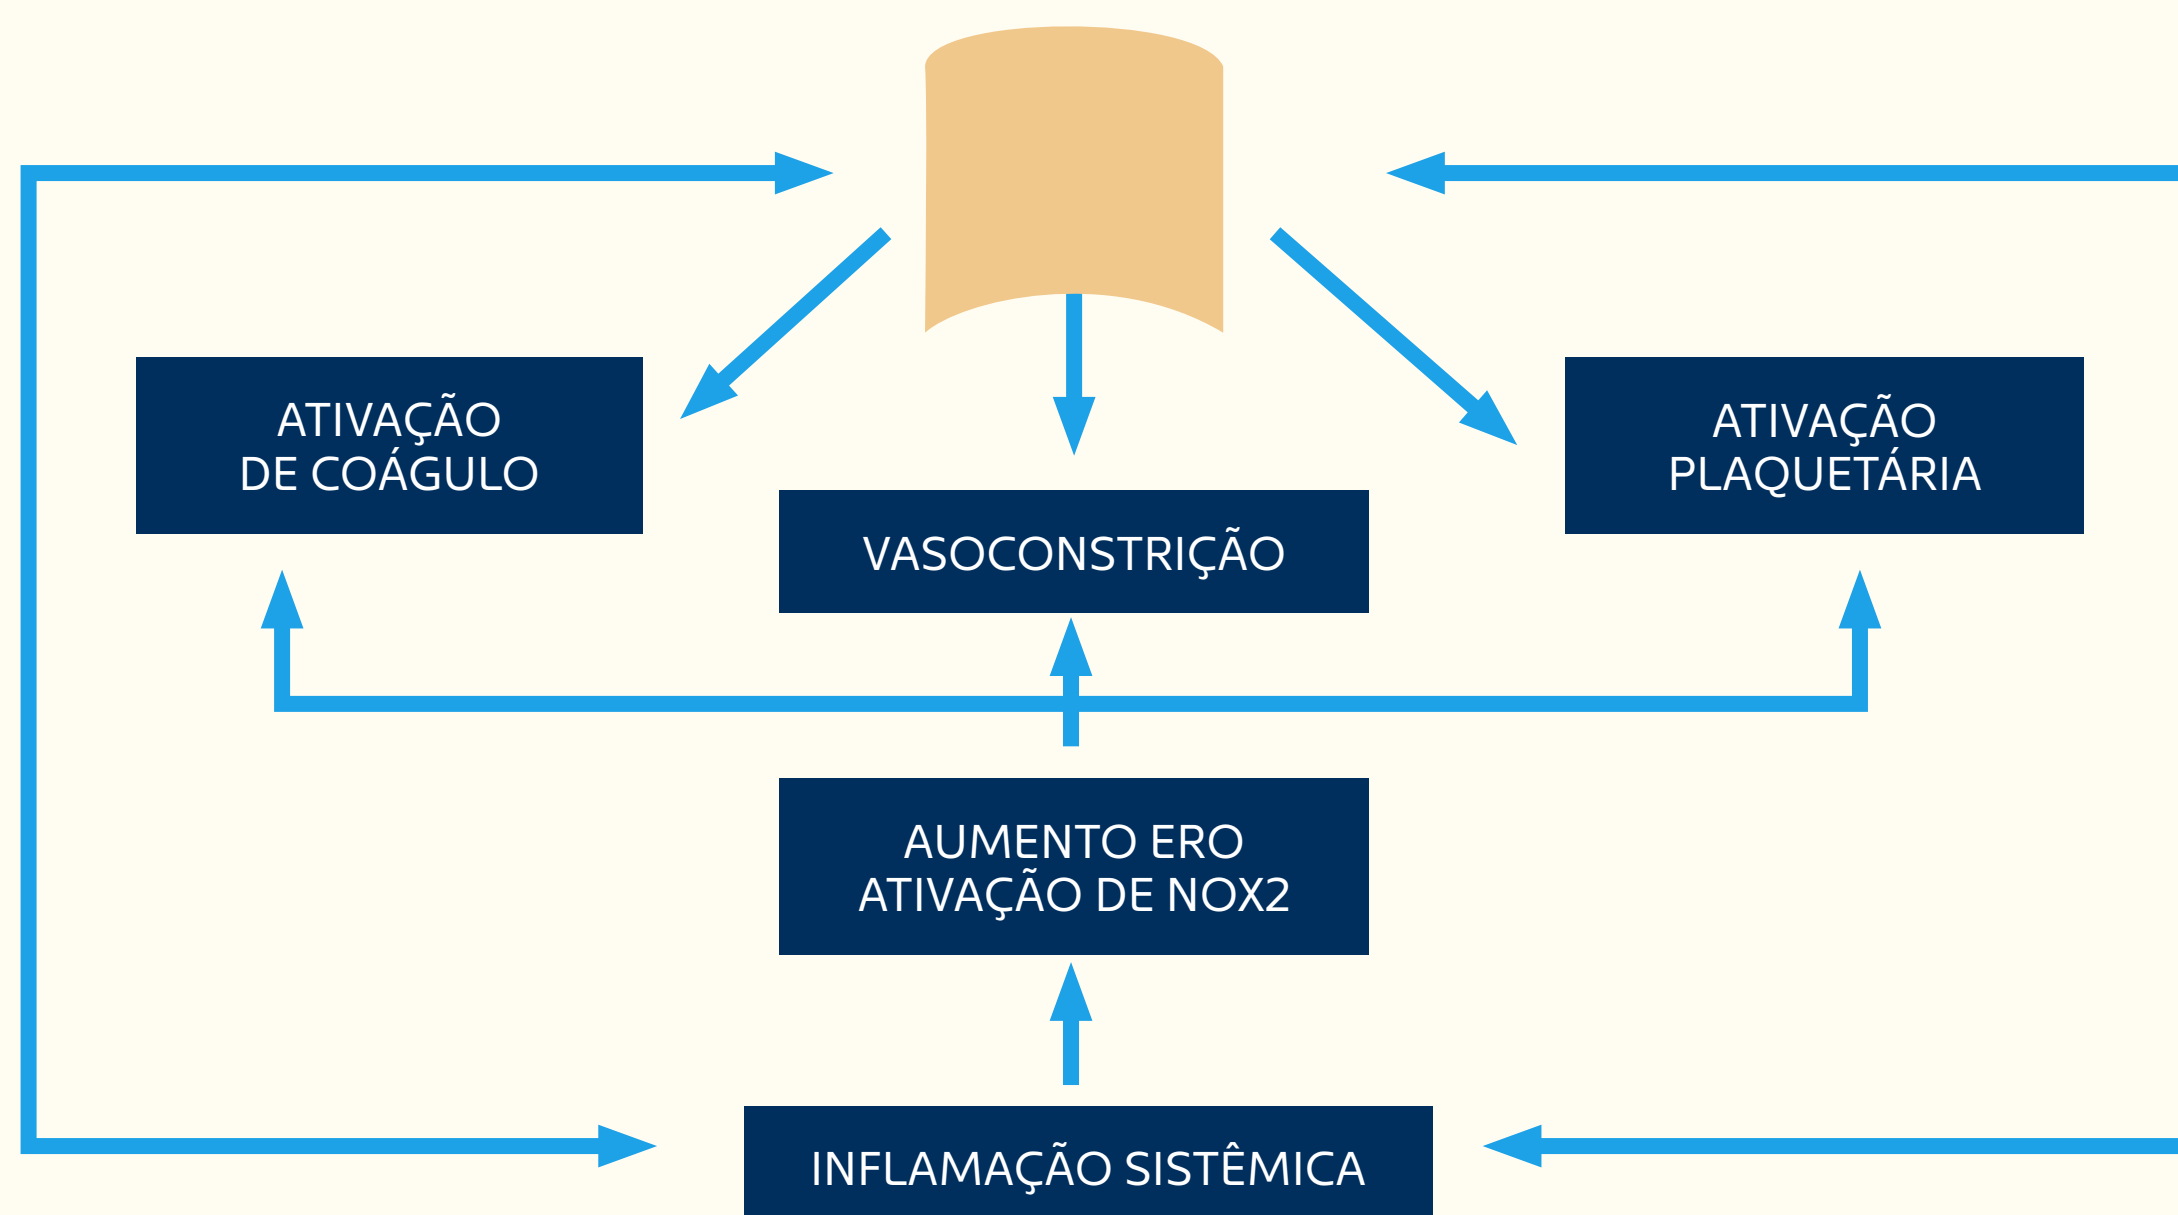 ATIVAÇÃO
DE COÁGULO
ATIVAÇÃO
PLAQUETÁRIA
VASOCONSTRIÇÃO
AUMENTO ERO
ATIVAÇÃO DE NOX2
INFLAMAÇÃO SISTÊMICA